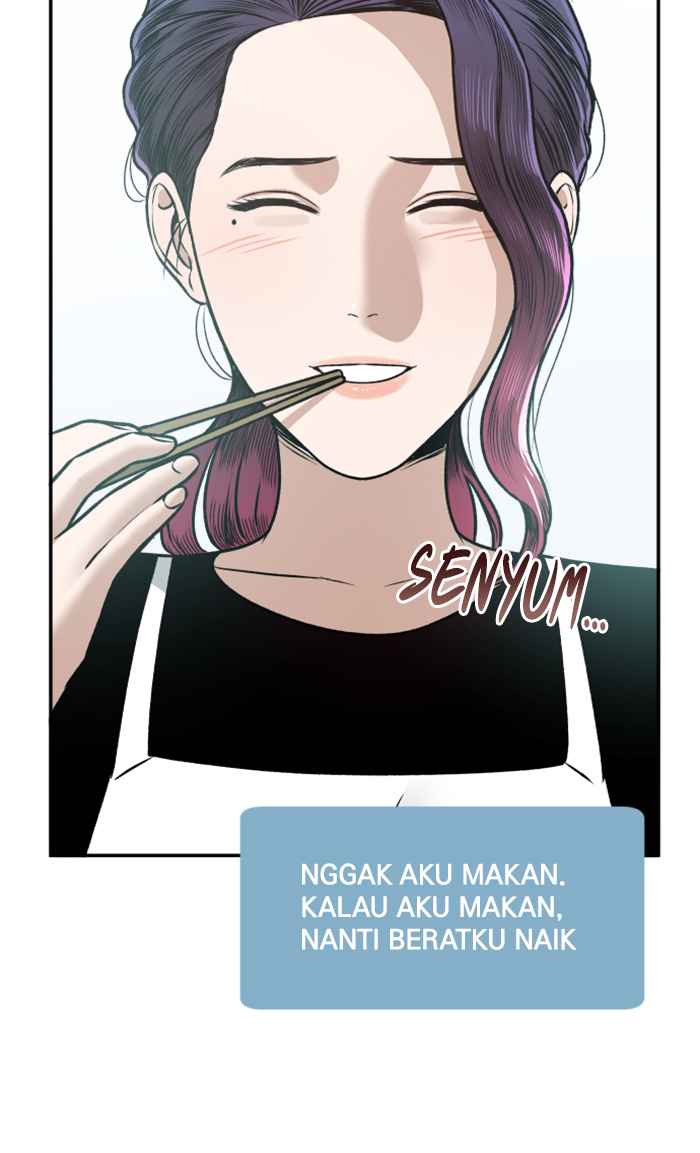 SENYUM...
NGGAK AKU MAKAN.
KALAU AKU MAKAN,
NANTI BERATKU NAIK